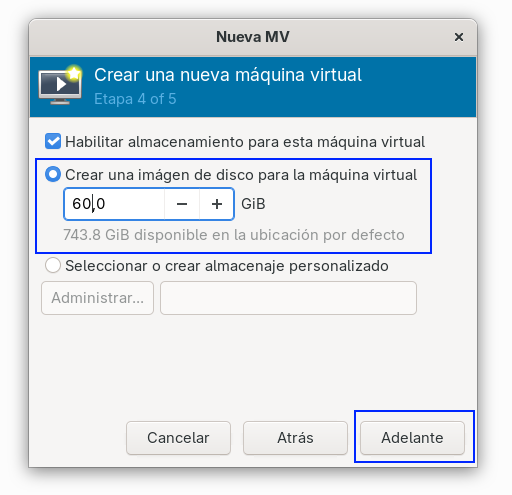 Nueva MV
Crear una nueva máquina virtual
Etapa 4 of 5
Habilitar almacenamiento para esta máquina virtual
Crear una imágen de disco para la máquina virtual
60,0 GiB
743.8 GiB disponible en la ubicación por defecto
Seleccionar o crear almacenaje personalizado
Administrar...
Cancelar Atrás Adelante